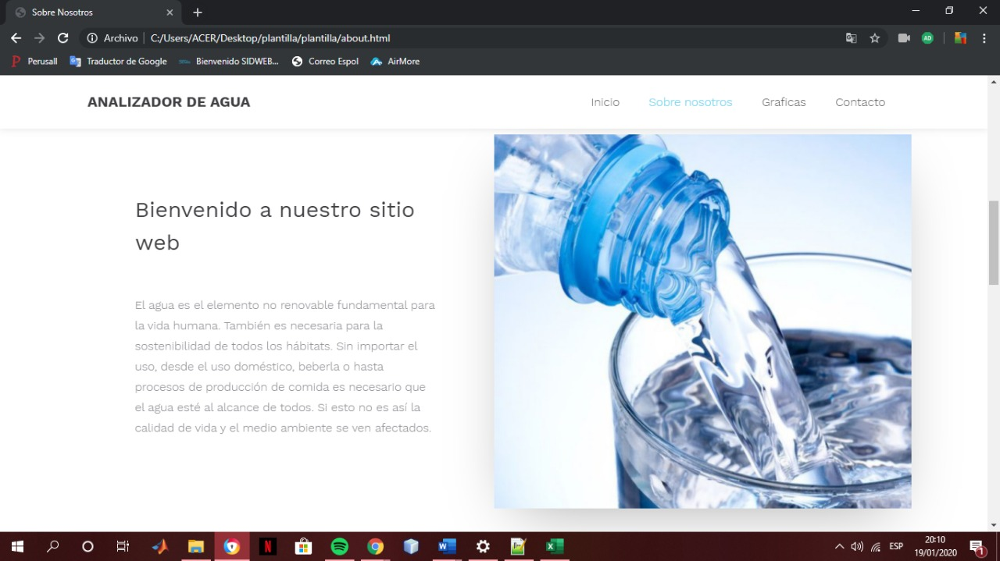 Sobre Nosotros
Archivo C:/Users/ACER/Desktop/plantilla/plantilla/about.html
Perusall Traductor de Google Bienvenido SIDWEB... Correo Espol AirMore
ANALIZADOR DE AGUA Inicio Sobre nosotros Graficas Contacto
Bienvenido a nuestro sitio
web
El agua es el elemento no renovable fundamental para
la vida humana. También es necesaria para la
sostenibilidad de todos los hábitats. Sin importar el
uso, desde el uso doméstico, beberla o hasta
procesos de producción de comida es necesario que
el agua esté al alcance de todos. Si esto no es así la
calidad de vida y el medio ambiente se ven afectados.
ESP
20:10
19/01/2020
1